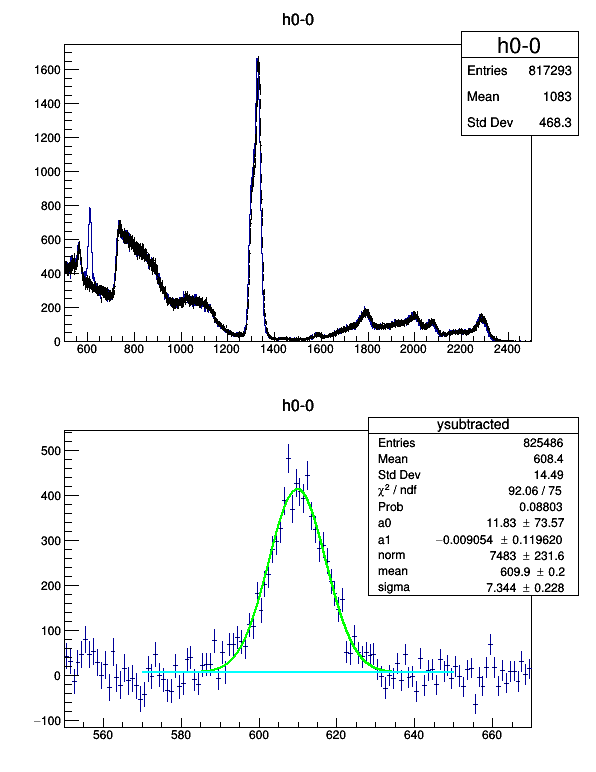 h0-0
h0-0
Entries 817293
Mean 1083
Std Dev 468.3
1600
1400
1200
1000
800
600
400
200
0
600 800 1000 1200 1400 1600 1800 2000 2200 2400
h0-0
ysubtracted
Entries 825486
Mean 608.4
Std Dev 14.49
χ² / ndf 92.06 / 75
Prob 0.08803
a0 11.83 ± 73.57
a1 −0.009054 ± 0.119620
norm 7483 ± 231.6
mean 609.9 ± 0.2
sigma 7.344 ± 0.228
500
400
300
200
100
0
−100
560 580 600 620 640 660